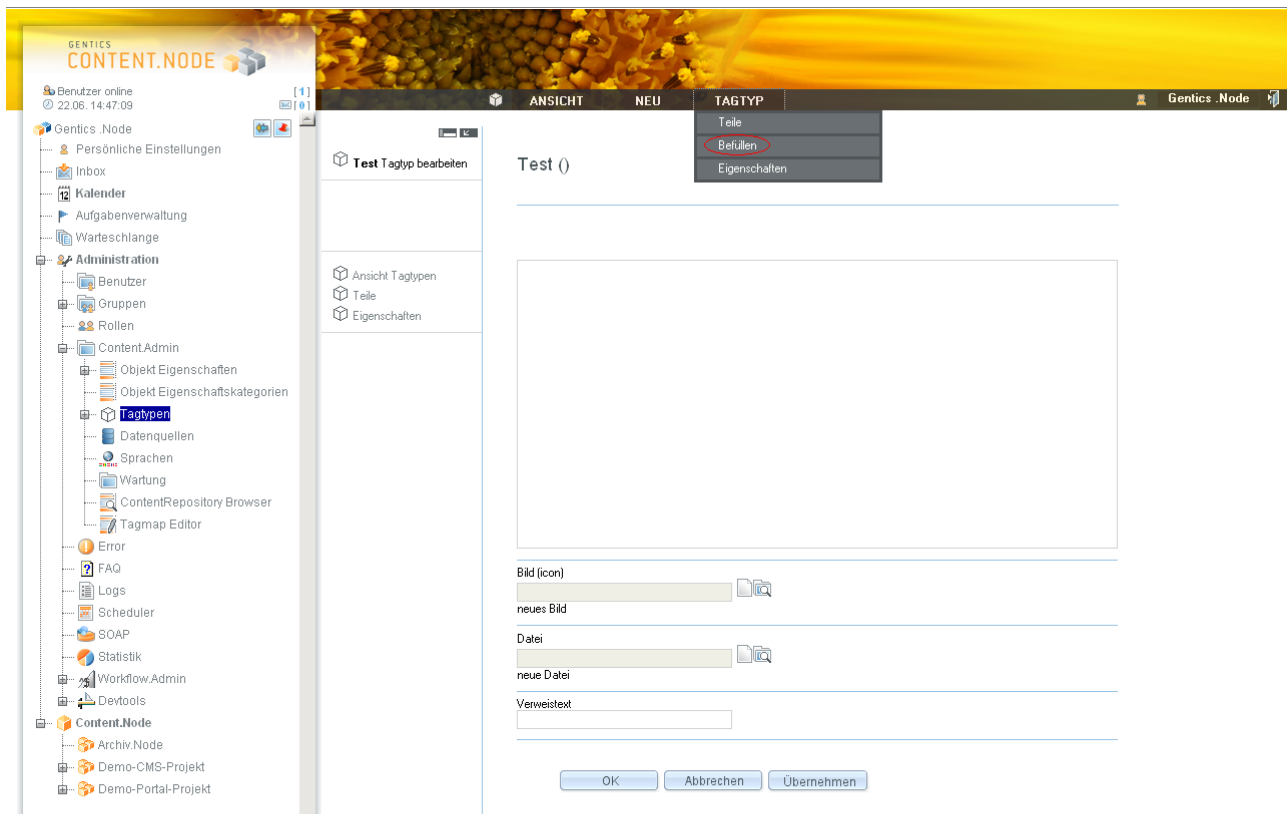 GENTICS
CONTENT.NODE
Benutzer online [1]
22.06. 14:47:09 [0]
ANSICHT NEU TAGTYP
Gentics .Node
Teile
Befüllen
Eigenschaften
Gentics .Node
Persönliche Einstellungen
Inbox
12 Kalender
Aufgabenverwaltung
Warteschlange
Administration
Benutzer
Gruppen
Rollen
Content.Admin
Objekt Eigenschaften
Objekt Eigenschaftskategorien
Tagtypen
Datenquellen
Sprachen
Wartung
ContentRepository Browser
Tagmap Editor
Error
FAQ
Logs
Scheduler
SOAP
Statistik
Workflow.Admin
Devtools
Content.Node
Archiv.Node
Demo-CMS-Projekt
Demo-Portal-Projekt
Test Tagtyp bearbeiten
Ansicht Tagtypen
Teile
Eigenschaften
Test ()
Bild (icon)
neues Bild
Datei
neue Datei
Verweistext
OK Abbrechen Übernehmen